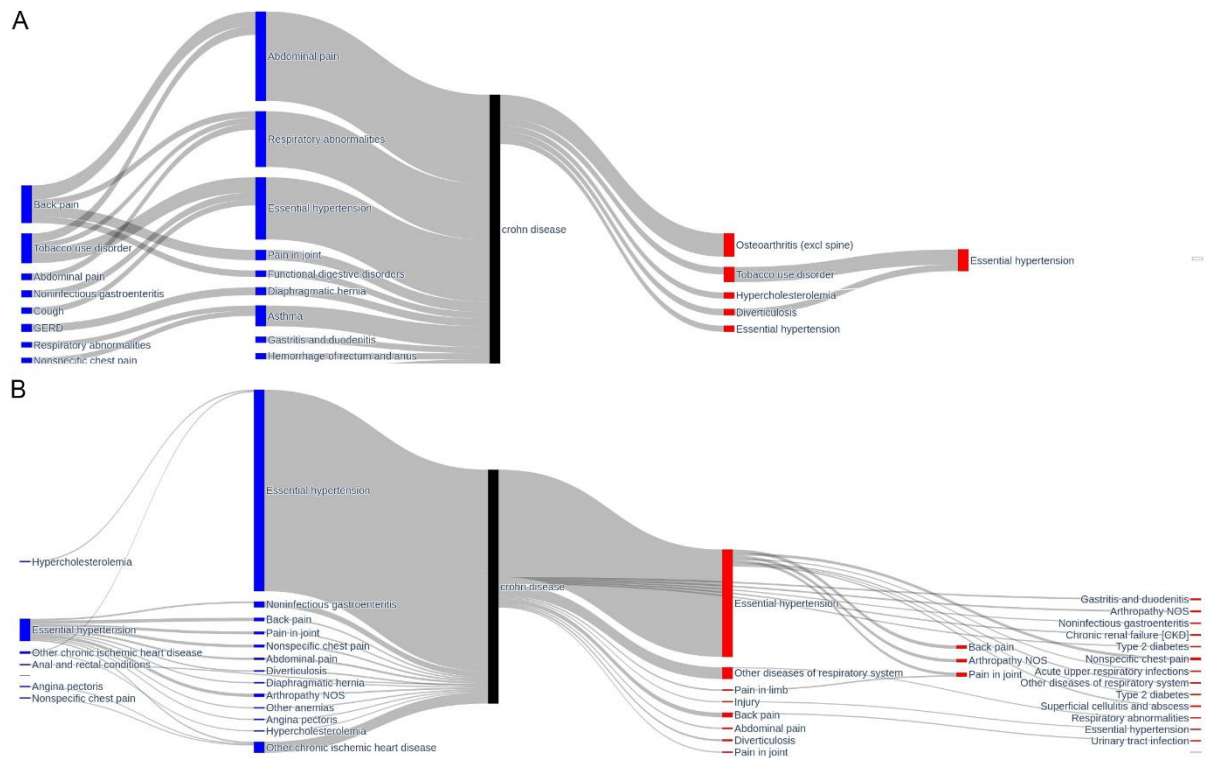 A
Back pain
Tobacco use disorder
Abdominal pain
Noninfectious gastroenteritis
Cough
GERD
Respiratory abnormalities
Nonspecific chest pain
Abdominal pain
Respiratory abnormalities
Essential hypertension
Pain in joint
Functional digestive disorders
Diaphragmatic hernia
Asthma
Gastritis and duodenitis
Hemorrhage of rectum and anus
crohn disease
Osteoarthritis (excl spine)
Tobacco use disorder
Hypercholesterolemia
Diverticulosis
Essential hypertension
Essential hypertension
B
Hypercholesterolemia
Essential hypertension
Other chronic ischemic heart disease
Anal and rectal conditions
Angina pectoris
Nonspecific chest pain
Essential hypertension
Noninfectious gastroenteritis
Back pain
Pain in joint
Nonspecific chest pain
Abdominal pain
Diverticulosis
Diaphragmatic hernia
Arthropathy NOS
Other anemias
Angina pectoris
Hypercholesterolemia
Other chronic ischemic heart disease
crohn disease
Essential hypertension
Other diseases of respiratory system
Pain in limb
Injury
Back pain
Abdominal pain
Diverticulosis
Pain in joint
Back pain
Arthropathy NOS
Pain in joint
Gastritis and duodenitis
Arthropathy NOS
Noninfectious gastroenteritis
Chronic renal failure [CKD]
Type 2 diabetes
Nonspecific chest pain
Acute upper respiratory infections
Other diseases of respiratory system
Type 2 diabetes
Superficial cellulitis and abscess
Respiratory abnormalities
Essential hypertension
Urinary tract infection